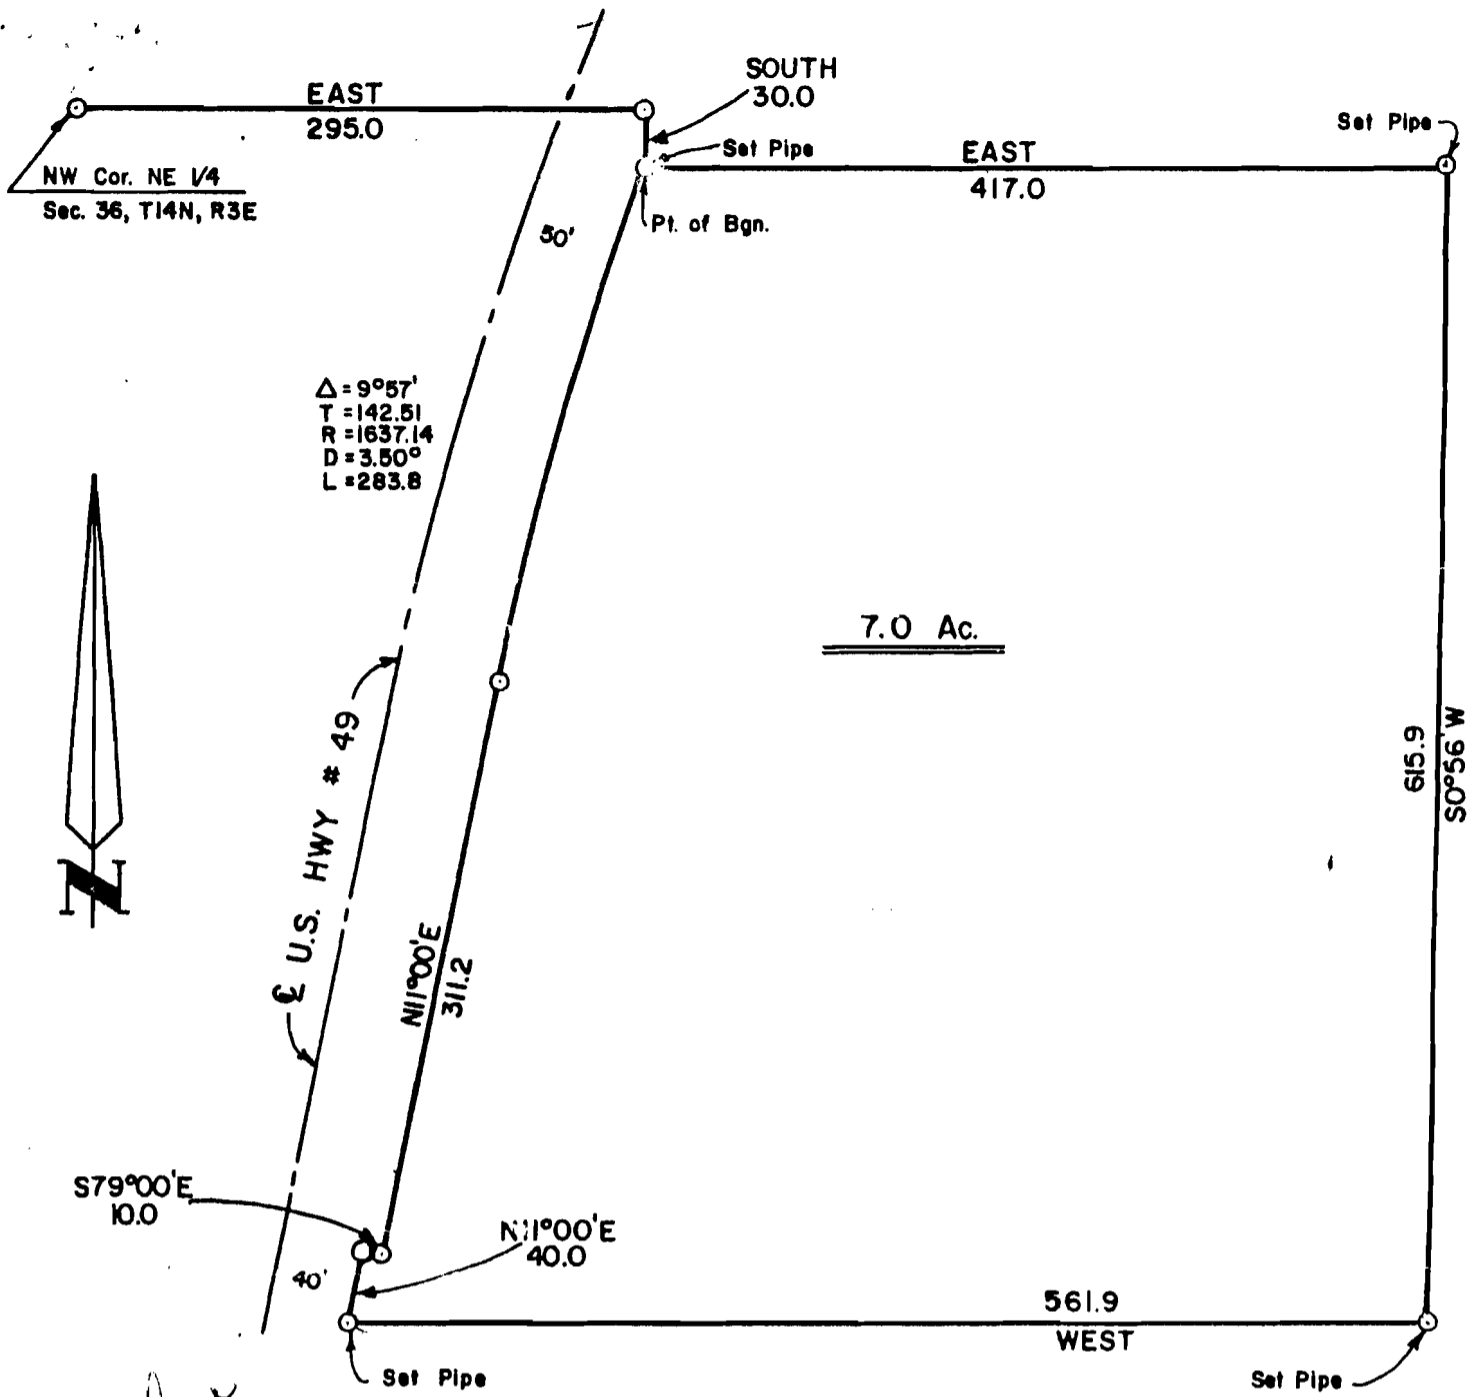 SOUTH
30.0
EAST
295.0
Set Pipe
Set Pipe
EAST
417.0
NW Cor. NE 1/4
Sec. 36, T14N, R3E
Pt. of Bgn.
50'
Δ = 9°57'
T = 142.51
R = 1637.14
D = 3.50°
L = 283.8
7.0 Ac.
℄ U.S. HWY # 49
615.9
S0°56'W
N11°00'E
311.2
N
S79°00'E
10.0
N11°00'E
40.0
40'
561.9
WEST
Set Pipe
Set Pipe